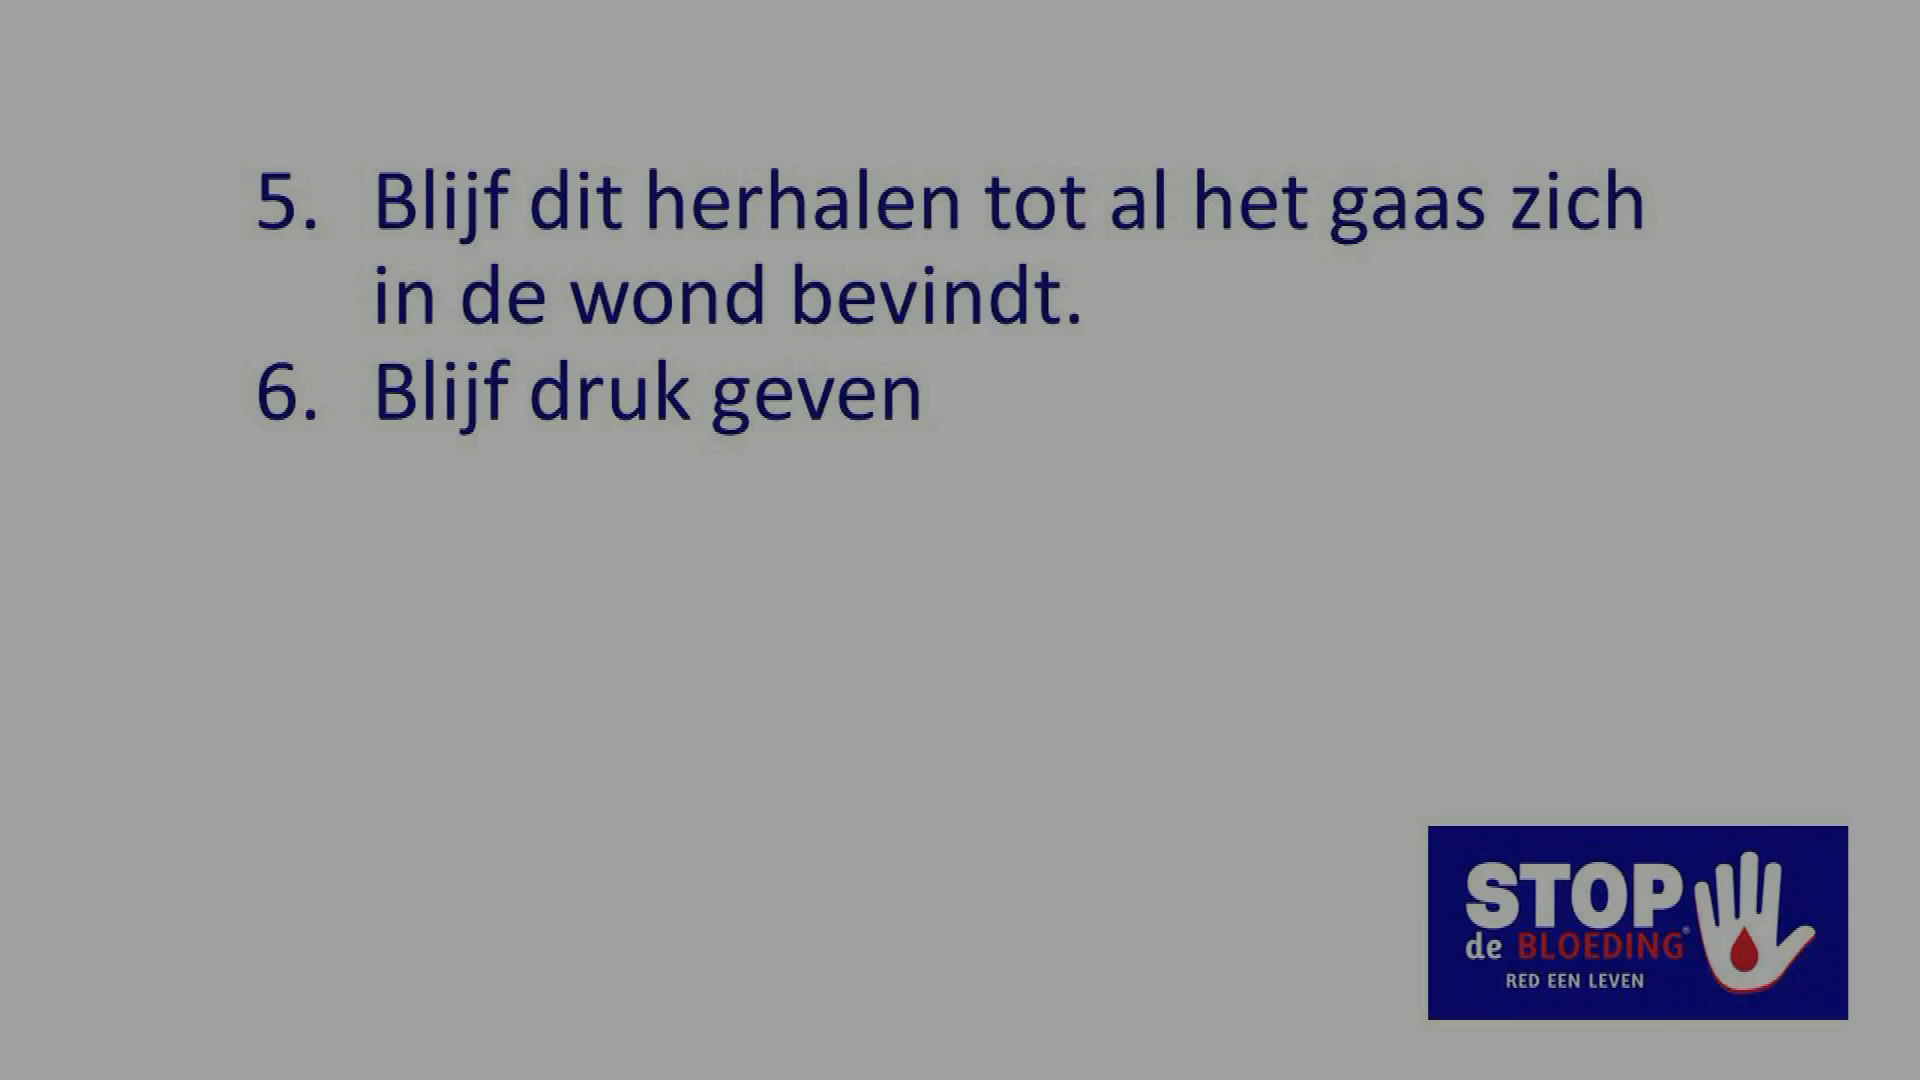 5. Blijf dit herhalen tot al het gaas zich
in de wond bevindt.
6. Blijf druk geven
STOP
de BLOEDING®
RED EEN LEVEN